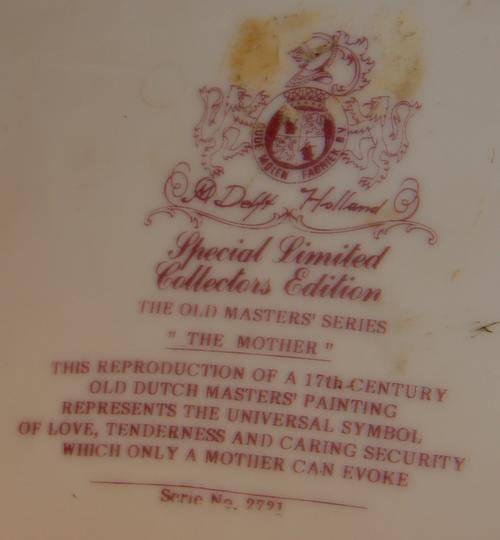 OUDE MOLEN FABRIEK B.V.
Delft Holland
Special Limited
Collectors Edition
THE OLD MASTERS' SERIES
" THE MOTHER "
THIS REPRODUCTION OF A 17th CENTURY
OLD DUTCH MASTERS' PAINTING
REPRESENTS THE UNIVERSAL SYMBOL
OF LOVE, TENDERNESS AND CARING SECURITY
WHICH ONLY A MOTHER CAN EVOKE
Serie No. 2721